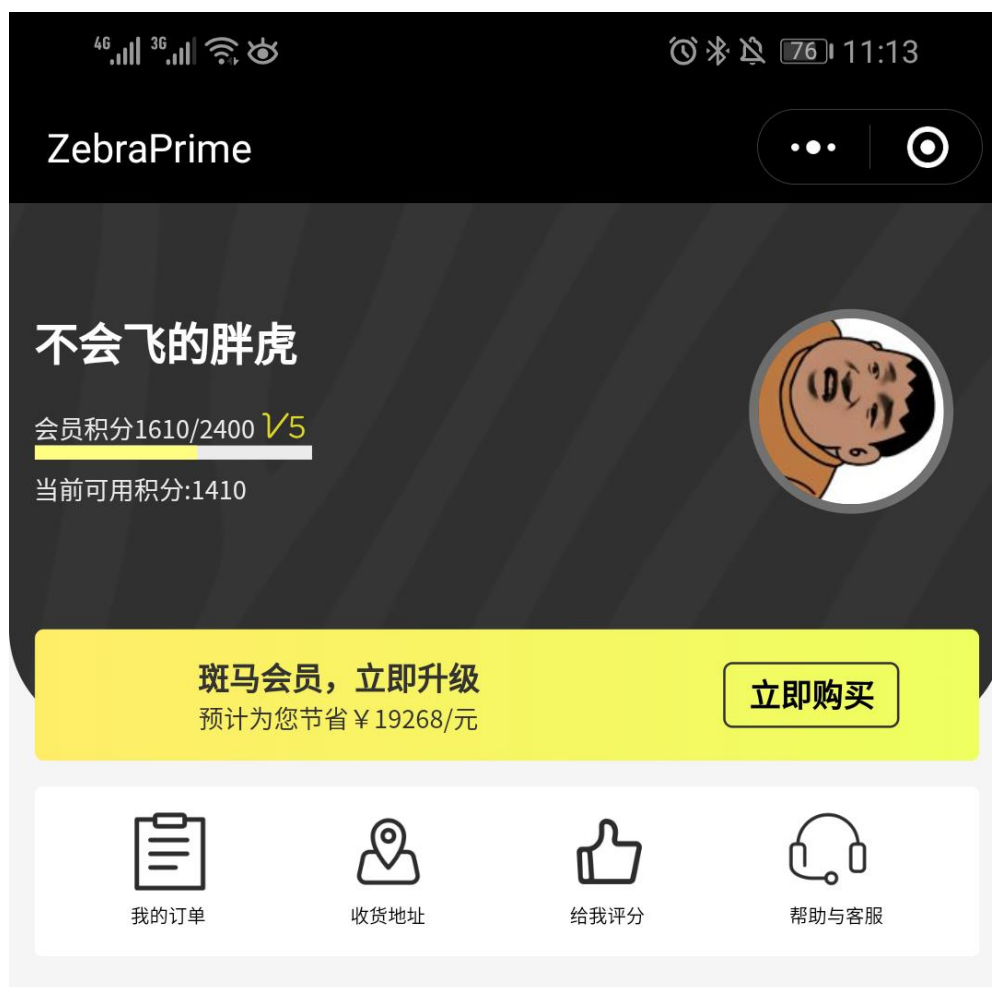 4G 3G 76 11:13
ZebraPrime
不会飞的胖虎
会员积分1610/2400 V5
当前可用积分:1410
斑马会员，立即升级
预计为您节省￥19268/元
立即购买
我的订单 收货地址 给我评分 帮助与客服